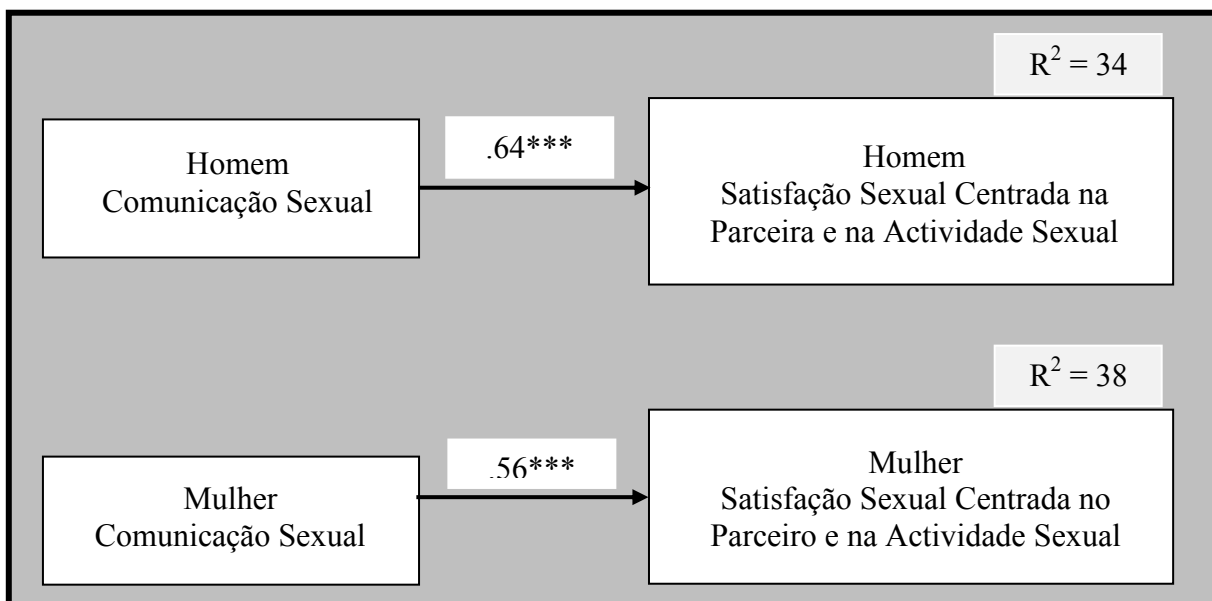 R² = 34
Homem
Comunicação Sexual
.64***
Homem
Satisfação Sexual Centrada na
Parceira e na Actividade Sexual
R² = 38
Mulher
Comunicação Sexual
.56***
Mulher
Satisfação Sexual Centrada no
Parceiro e na Actividade Sexual